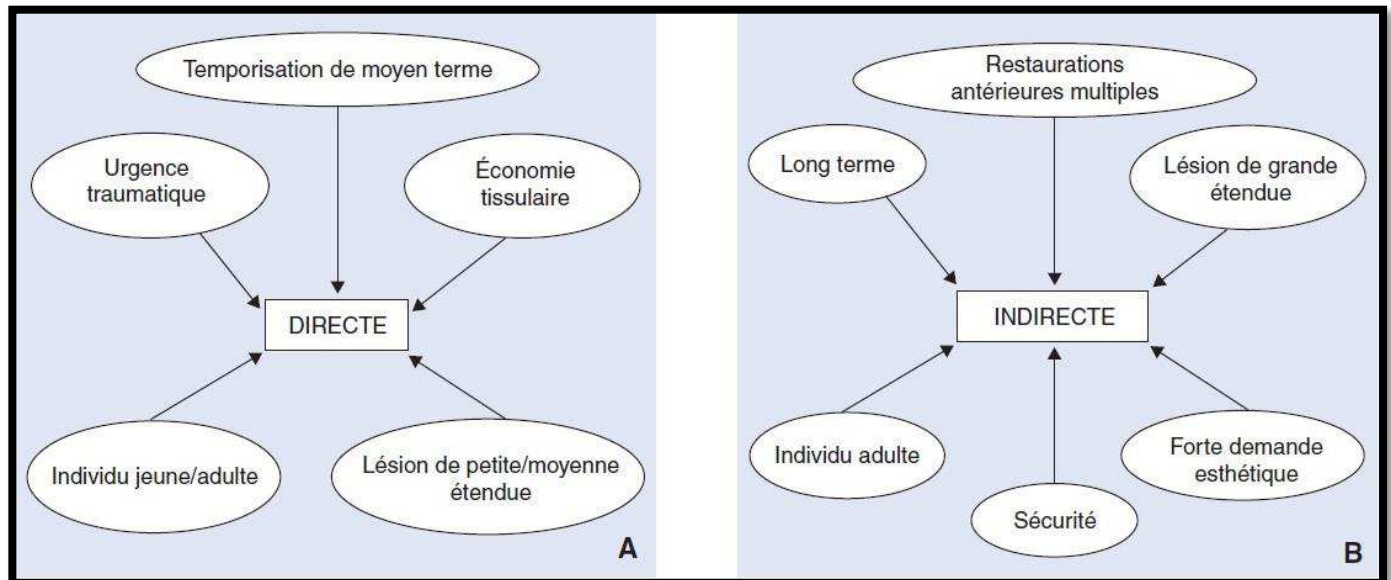 Temporisation de moyen terme
Urgence
traumatique
Économie
tissulaire
DIRECTE
Individu jeune/adulte
Lésion de petite/moyenne
étendue
A
Restaurations
antérieures multiples
Long terme
Lésion de grande
étendue
INDIRECTE
Individu adulte
Forte demande
esthétique
Sécurité
B